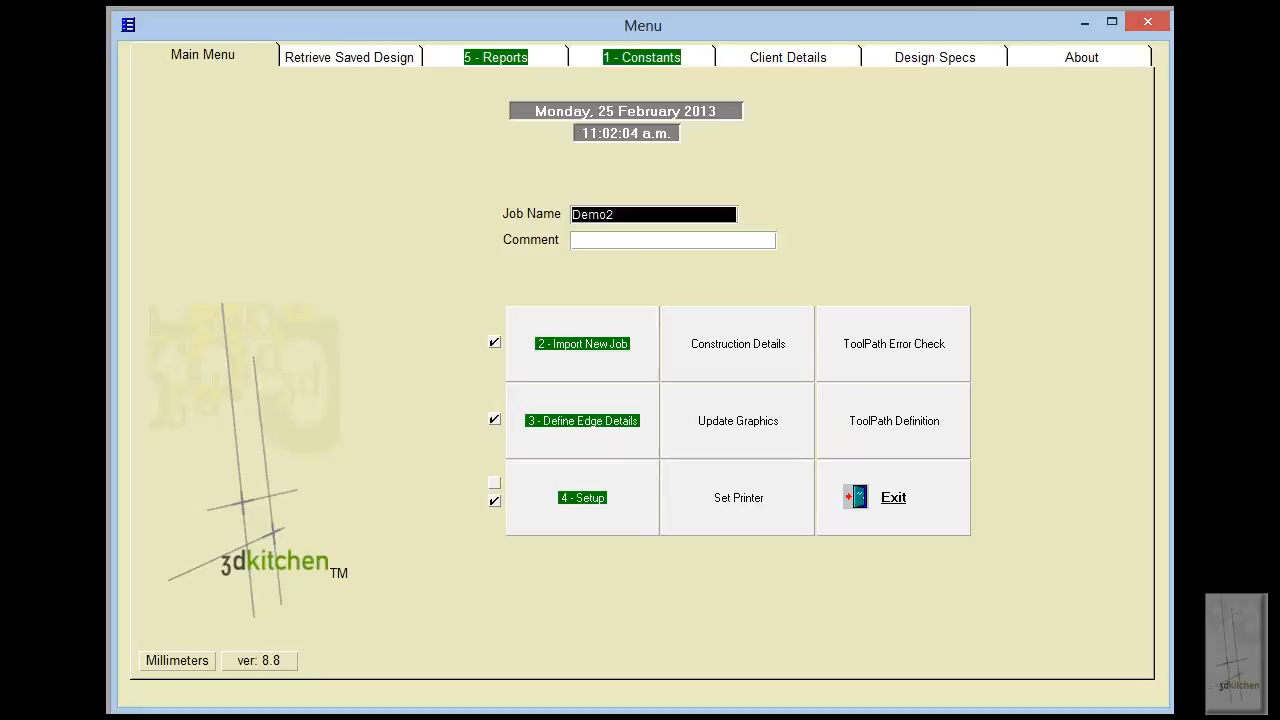 Menu
Main Menu
Retrieve Saved Design
5 - Reports
1 - Constants
Client Details
Design Specs
About
Monday, 25 February 2013
11:02:04 a.m.
Job Name
Demo2
Comment
2 - Import New Job
Construction Details
ToolPath Error Check
3 - Define Edge Details
Update Graphics
ToolPath Definition
4 - Setup
Set Printer
Exit
3dkitchen TM
Millimeters
ver: 8.8
3dkitchen